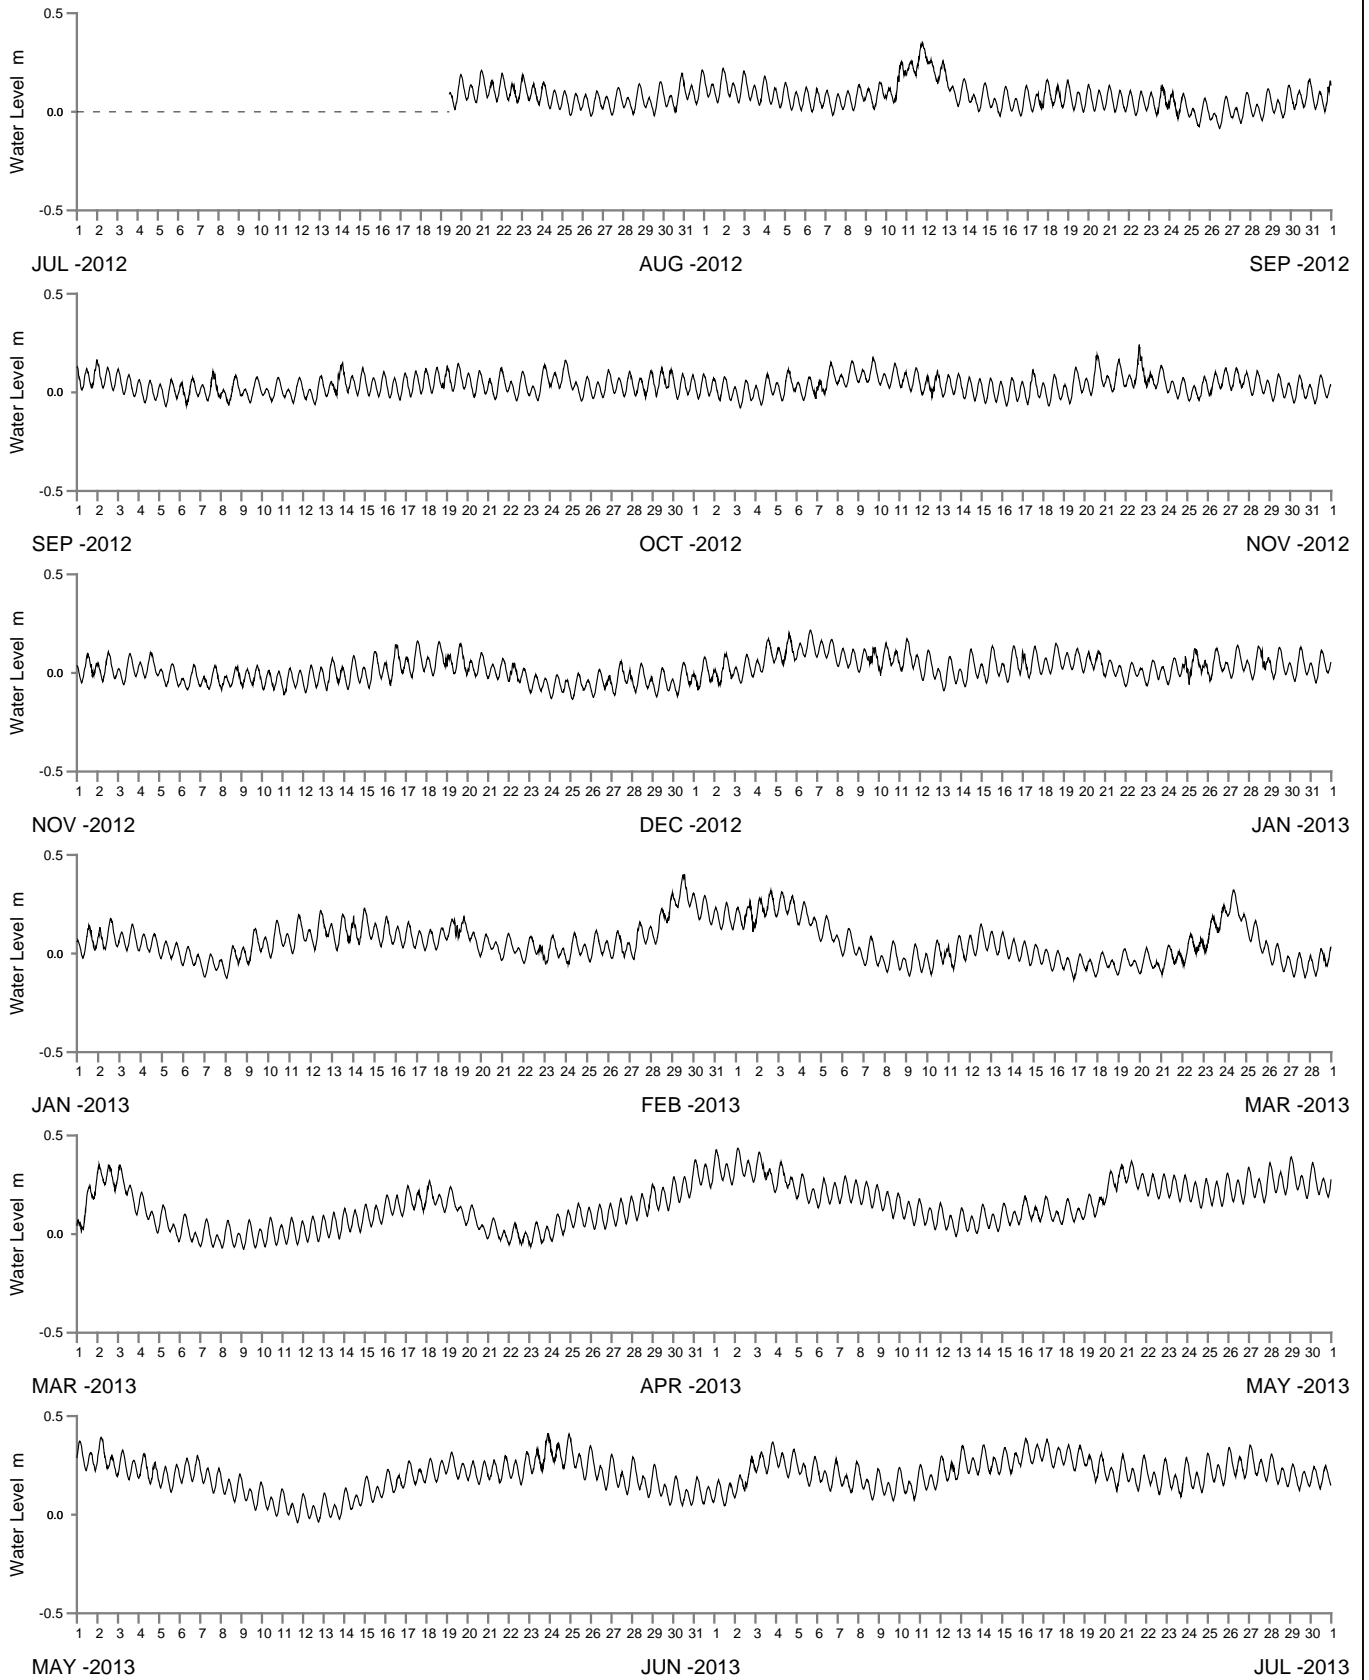 0.5
Water Level m
0.0
-0.5
1 2 3 4 5 6 7 8 9 10 11 12 13 14 15 16 17 18 19 20 21 22 23 24 25 26 27 28 29 30 31 1 2 3 4 5 6 7 8 9 10 11 12 13 14 15 16 17 18 19 20 21 22 23 24 25 26 27 28 29 30 31 1
JUL -2012 AUG -2012 SEP -2012
0.5
Water Level m
0.0
-0.5
1 2 3 4 5 6 7 8 9 10 11 12 13 14 15 16 17 18 19 20 21 22 23 24 25 26 27 28 29 30 1 2 3 4 5 6 7 8 9 10 11 12 13 14 15 16 17 18 19 20 21 22 23 24 25 26 27 28 29 30 31 1
SEP -2012 OCT -2012 NOV -2012
0.5
Water Level m
0.0
-0.5
1 2 3 4 5 6 7 8 9 10 11 12 13 14 15 16 17 18 19 20 21 22 23 24 25 26 27 28 29 30 1 2 3 4 5 6 7 8 9 10 11 12 13 14 15 16 17 18 19 20 21 22 23 24 25 26 27 28 29 30 31 1
NOV -2012 DEC -2012 JAN -2013
0.5
Water Level m
0.0
-0.5
1 2 3 4 5 6 7 8 9 10 11 12 13 14 15 16 17 18 19 20 21 22 23 24 25 26 27 28 29 30 31 1 2 3 4 5 6 7 8 9 10 11 12 13 14 15 16 17 18 19 20 21 22 23 24 25 26 27 28 1
JAN -2013 FEB -2013 MAR -2013
0.5
Water Level m
0.0
-0.5
1 2 3 4 5 6 7 8 9 10 11 12 13 14 15 16 17 18 19 20 21 22 23 24 25 26 27 28 29 30 31 1 2 3 4 5 6 7 8 9 10 11 12 13 14 15 16 17 18 19 20 21 22 23 24 25 26 27 28 29 30 1
MAR -2013 APR -2013 MAY -2013
0.5
Water Level m
0.0
-0.5
1 2 3 4 5 6 7 8 9 10 11 12 13 14 15 16 17 18 19 20 21 22 23 24 25 26 27 28 29 30 31 1 2 3 4 5 6 7 8 9 10 11 12 13 14 15 16 17 18 19 20 21 22 23 24 25 26 27 28 29 30 1
MAY -2013 JUN -2013 JUL -2013